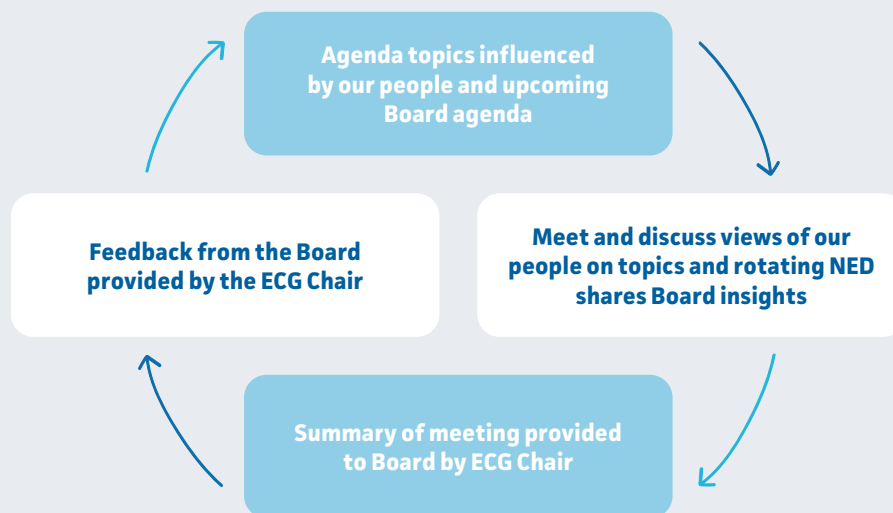 Agenda topics influenced
by our people and upcoming
Board agenda
Feedback from the Board
provided by the ECG Chair
Meet and discuss views of our
people on topics and rotating NED
shares Board insights
Summary of meeting provided
to Board by ECG Chair